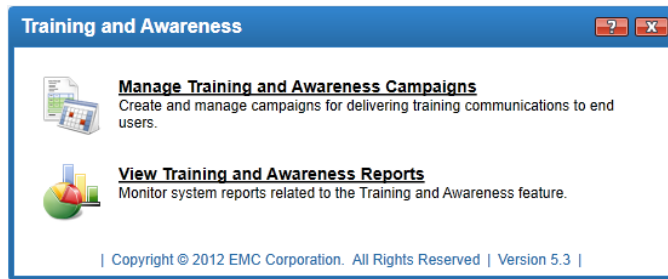 Training and Awareness
? X
Manage Training and Awareness Campaigns
Create and manage campaigns for delivering training communications to end
users.
View Training and Awareness Reports
Monitor system reports related to the Training and Awareness feature.
| Copyright © 2012 EMC Corporation. All Rights Reserved | Version 5.3 |